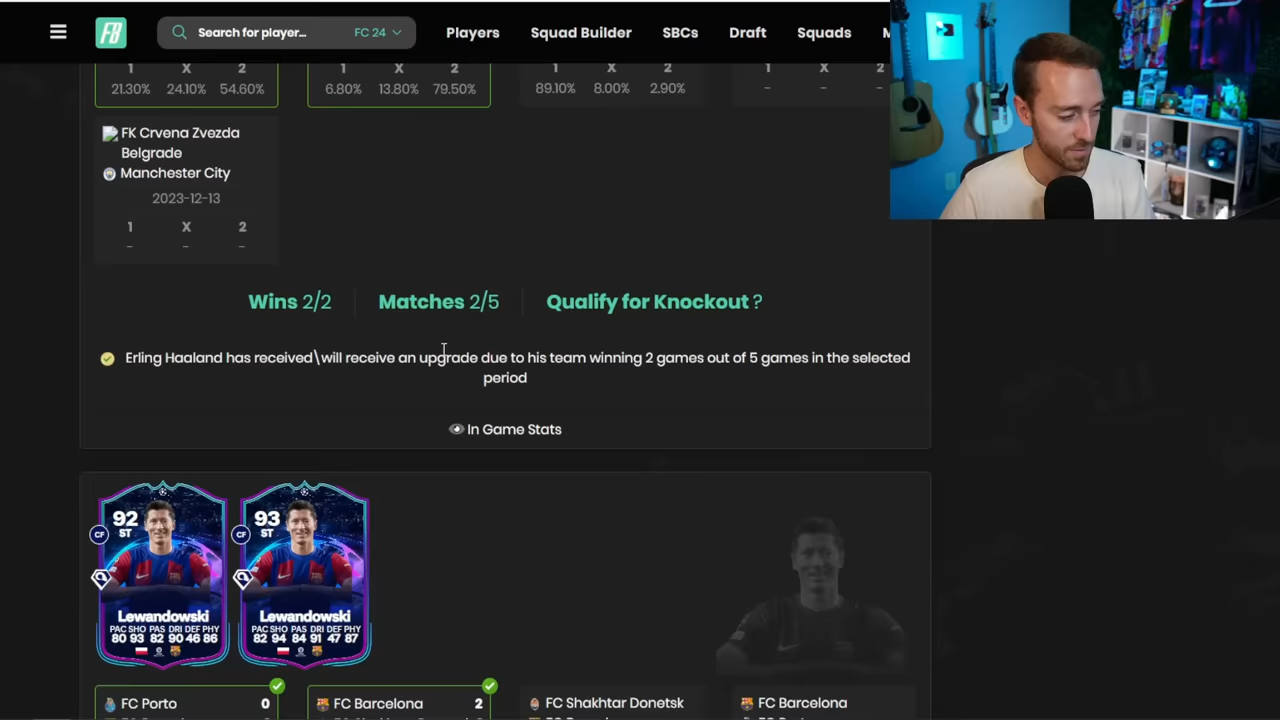 FB
Search for player...
FC 24
Players
Squad Builder
SBCs
Draft
Squads
M
1 X 2
21.30% 24.10% 54.60%
1 X 2
6.80% 13.80% 79.50%
1 X 2
89.10% 8.00% 2.90%
1 X 2
- - -
FK Crvena Zvezda
Belgrade
Manchester City
2023-12-13
1 X 2
- - -
Wins 2/2
Matches 2/5
Qualify for Knockout ?
Erling Haaland has received\will receive an upgrade due to his team winning 2 games out of 5 games in the selected
period
In Game Stats
92
ST
CF
Lewandowski
PAC SHO PAS DRI DEF PHY
80 93 82 90 46 86
93
ST
CF
Lewandowski
PAC SHO PAS DRI DEF PHY
82 94 84 91 47 87
FC Porto 0
FC Barcelona 2
FC Shakhtar Donetsk
FC Barcelona